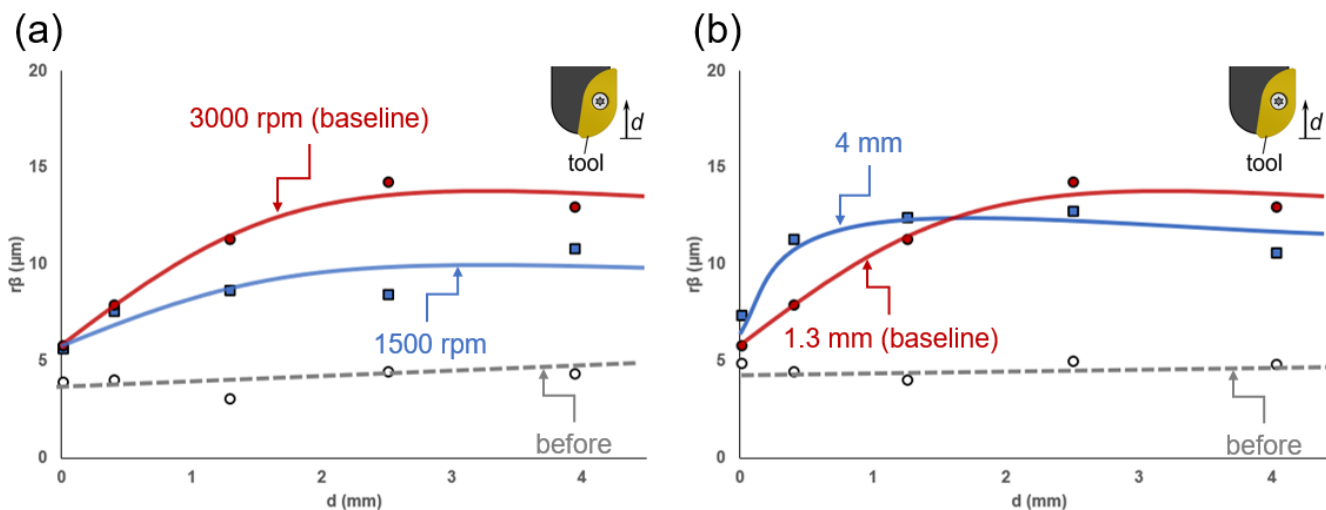 (a)
20
15
10
5
0
rβ (µm)
3000 rpm (baseline)
1500 rpm
before
tool
d
0
1
2
3
4
d (mm)
(b)
20
15
10
5
0
rβ (µm)
4 mm
1.3 mm (baseline)
before
tool
d
0
1
2
3
4
d (mm)